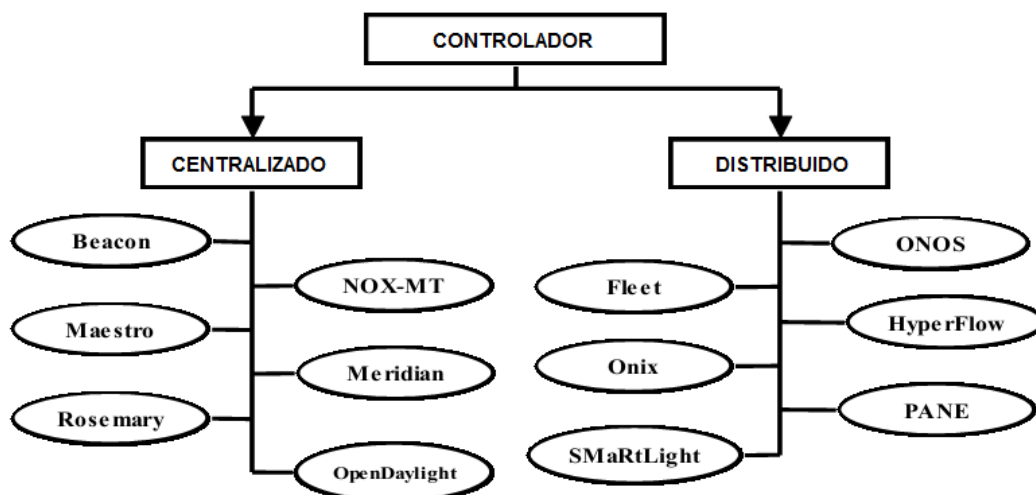 CONTROLADOR
CENTRALIZADO
Beacon
NOX-MT
Maestro
Meridian
Rosemary
OpenDaylight
DISTRIBUIDO
ONOS
Fleet
HyperFlow
Onix
PANE
SMaRtLight